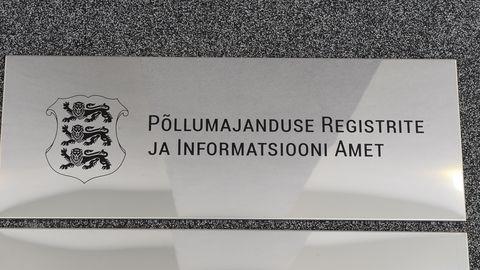 Põllumajanduse Registrite
ja Informatsiooni Amet